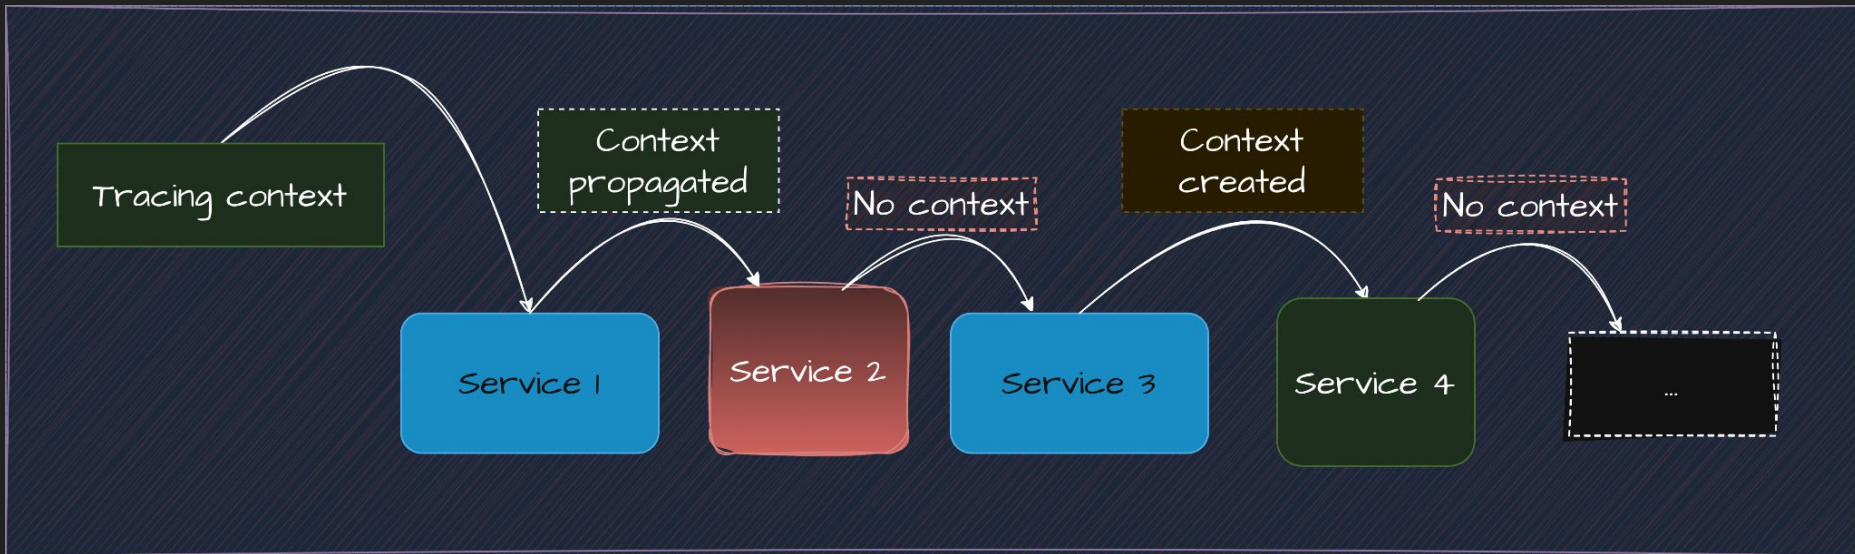 Tracing context
Context
propagated
No context
Context
created
No context
Service 1
Service 2
Service 3
Service 4
...